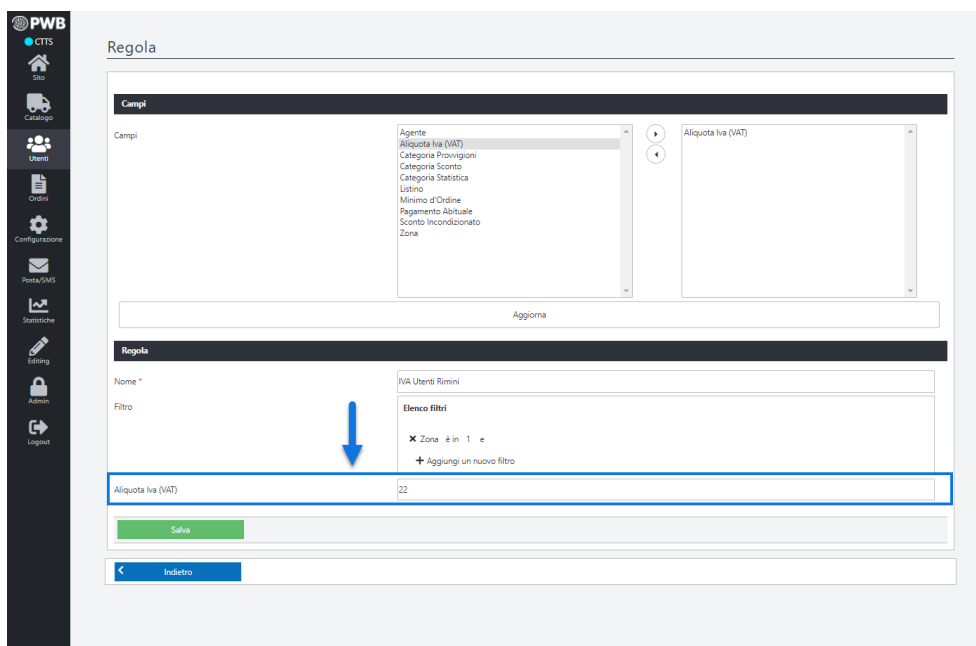 PWB
CTTS
Sito
Catalogo
Utenti
Ordini
Configurazione
Posta/SMS
Statistiche
Editing
Admin
Logout
Regola
Campi
Campi
Agente
Aliquota Iva (VAT)
Categoria Provvigioni
Categoria Sconto
Categoria Statistica
Listino
Minimo d'Ordine
Pagamento Abituale
Sconto Incondizionato
Zona
Aliquota Iva (VAT)
Aggiorna
Regola
Nome *
IVA Utenti Rimini
Filtro
Elenco filtri
Zona è in 1 e
Aggiungi un nuovo filtro
Aliquota Iva (VAT)
22
Salva
Indietro